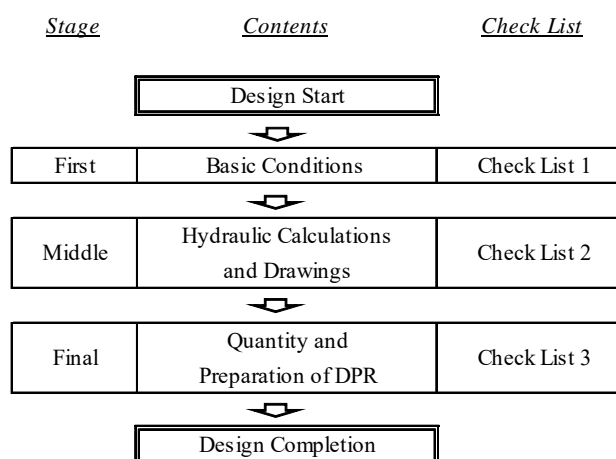 Stage Contents Check List
Design Start
First Basic Conditions Check List 1
Hydraulic Calculations
and Drawings
Middle Check List 2
Quantity and
Preparation of DPR
Final Check List 3
Design Completion